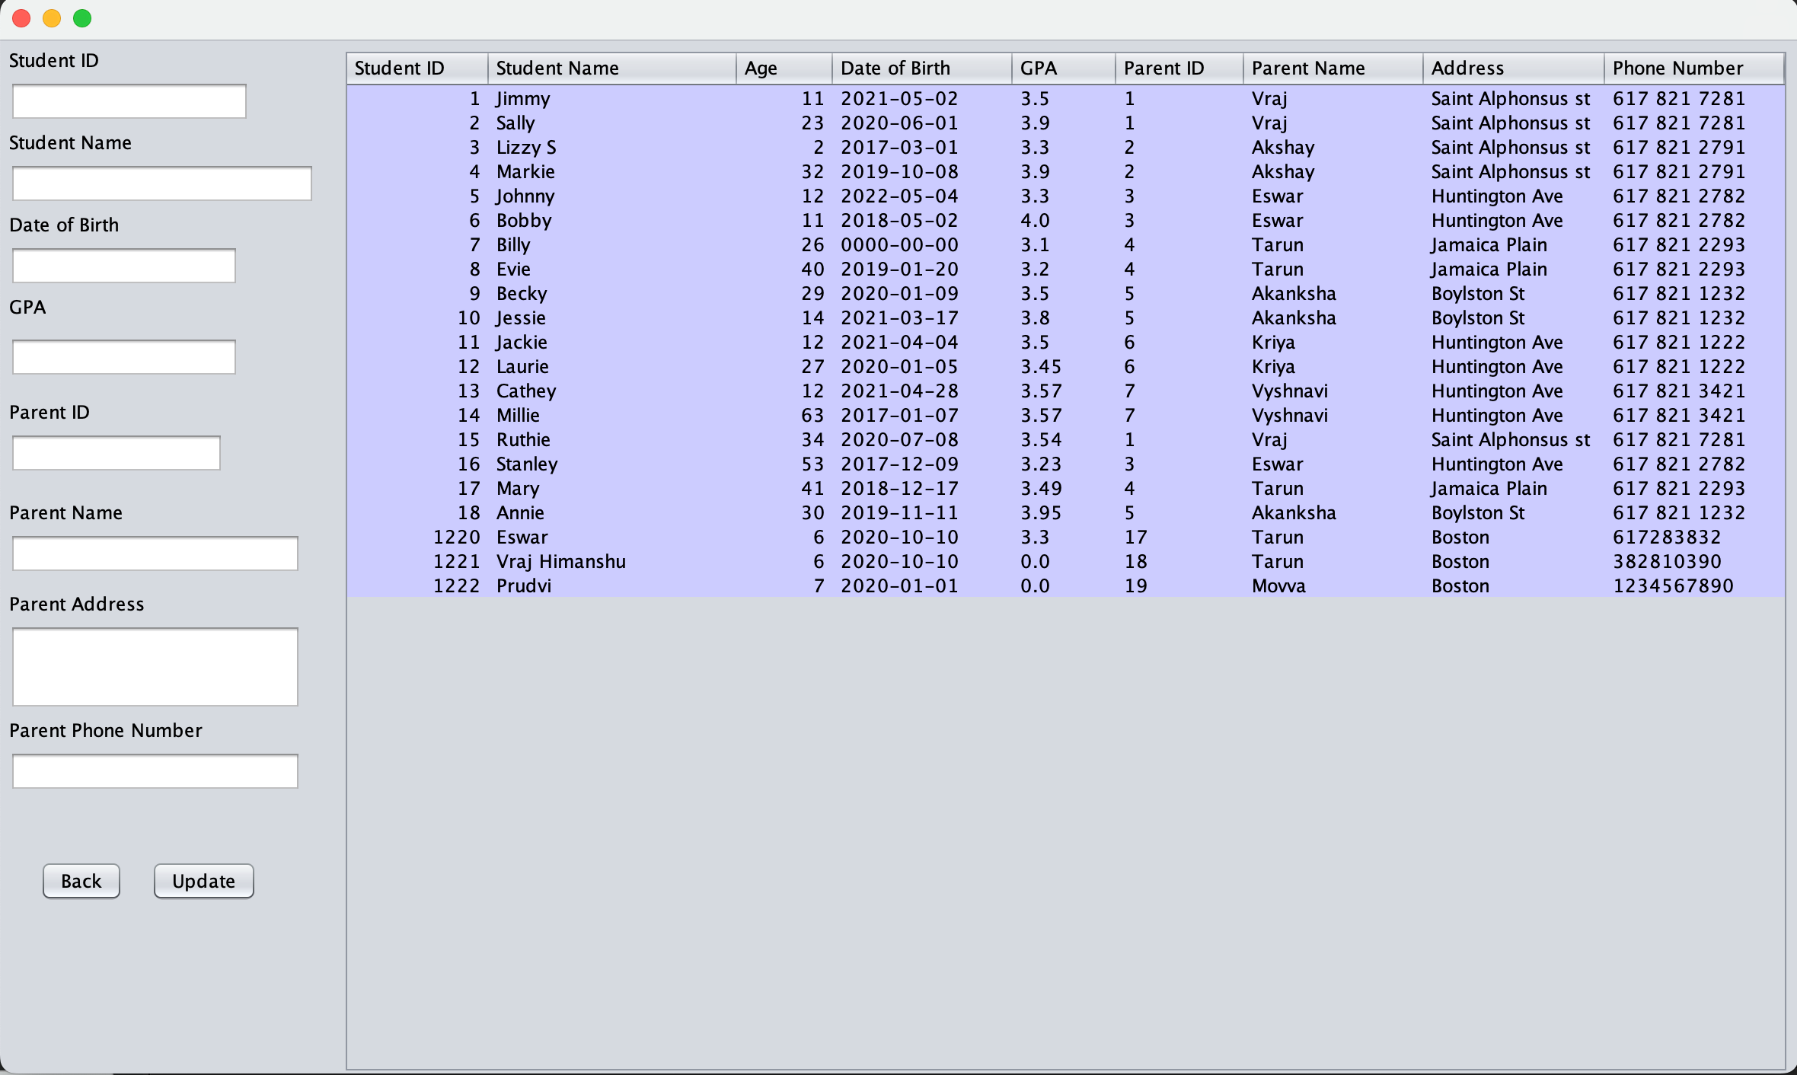 Student ID
Student Name
Date of Birth
GPA
Parent ID
Parent Name
Parent Address
Parent Phone Number
Back Update
Student ID Student Name Age Date of Birth GPA Parent ID Parent Name Address Phone Number
1 Jimmy 11 2021-05-02 3.5 1 Vraj Saint Alphonsus st 617 821 7281
2 Sally 23 2020-06-01 3.9 1 Vraj Saint Alphonsus st 617 821 7281
3 Lizzy S 2 2017-03-01 3.3 2 Akshay Saint Alphonsus st 617 821 2791
4 Markie 32 2019-10-08 3.9 2 Akshay Saint Alphonsus st 617 821 2791
5 Johnny 12 2022-05-04 3.3 3 Eswar Huntington Ave 617 821 2782
6 Bobby 11 2018-05-02 4.0 3 Eswar Huntington Ave 617 821 2782
7 Billy 26 0000-00-00 3.1 4 Tarun Jamaica Plain 617 821 2293
8 Evie 40 2019-01-20 3.2 4 Tarun Jamaica Plain 617 821 2293
9 Becky 29 2020-01-09 3.5 5 Akanksha Boylston St 617 821 1232
10 Jessie 14 2021-03-17 3.8 5 Akanksha Boylston St 617 821 1232
11 Jackie 12 2021-04-04 3.5 6 Kriya Huntington Ave 617 821 1222
12 Laurie 27 2020-01-05 3.45 6 Kriya Huntington Ave 617 821 1222
13 Cathey 12 2021-04-28 3.57 7 Vyshnavi Huntington Ave 617 821 3421
14 Millie 63 2017-01-07 3.57 7 Vyshnavi Huntington Ave 617 821 3421
15 Ruthie 34 2020-07-08 3.54 1 Vraj Saint Alphonsus st 617 821 7281
16 Stanley 53 2017-12-09 3.23 3 Eswar Huntington Ave 617 821 2782
17 Mary 41 2018-12-17 3.49 4 Tarun Jamaica Plain 617 821 2293
18 Annie 30 2019-11-11 3.95 5 Akanksha Boylston St 617 821 1232
1220 Eswar 6 2020-10-10 3.3 17 Tarun Boston 617283832
1221 Vraj Himanshu 6 2020-10-10 0.0 18 Tarun Boston 382810390
1222 Prudvi 7 2020-01-01 0.0 19 Movva Boston 1234567890